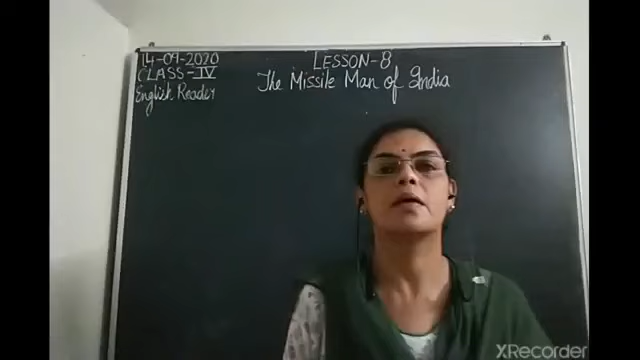 14-09-2020
CLASS-IV
English Reader
LESSON-8
The Missile Man of India
XRecorder